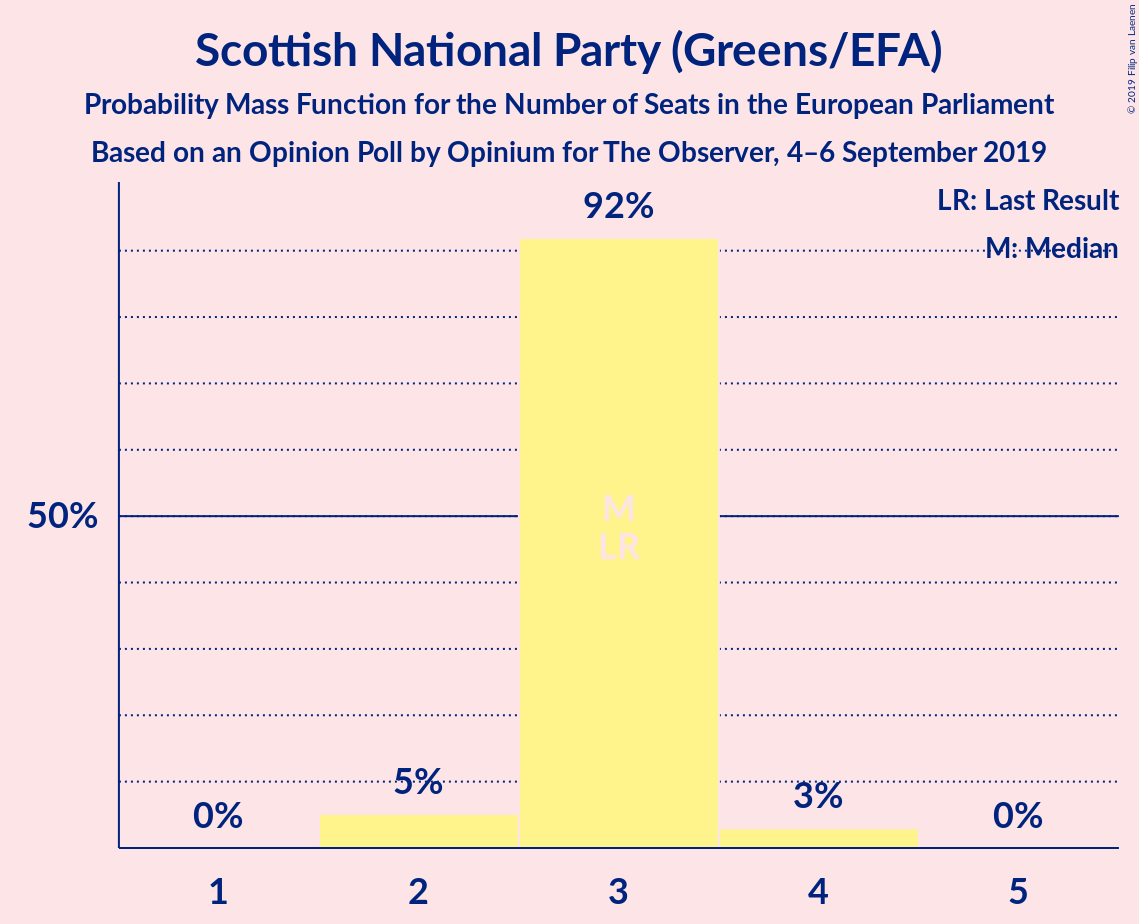 Scottish National Party (Greens/EFA)
Probability Mass Function for the Number of Seats in the European Parliament
Based on an Opinion Poll by Opinium for The Observer, 4–6 September 2019
© 2019 Filip van Laenen
LR: Last Result
M: Median
92%
50%
M
LR
5%
3%
0%
0%
1 2 3 4 5